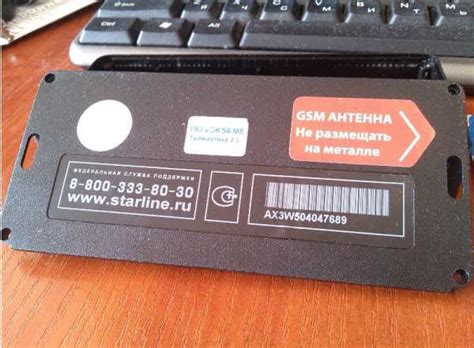 GSM АНТЕННА
Не размещать
на металле
ФЕДЕРАЛЬНАЯ СЛУЖБА ПОДДЕРЖКИ
8-800-333-80-30
www.starline.ru
AX3W504047689